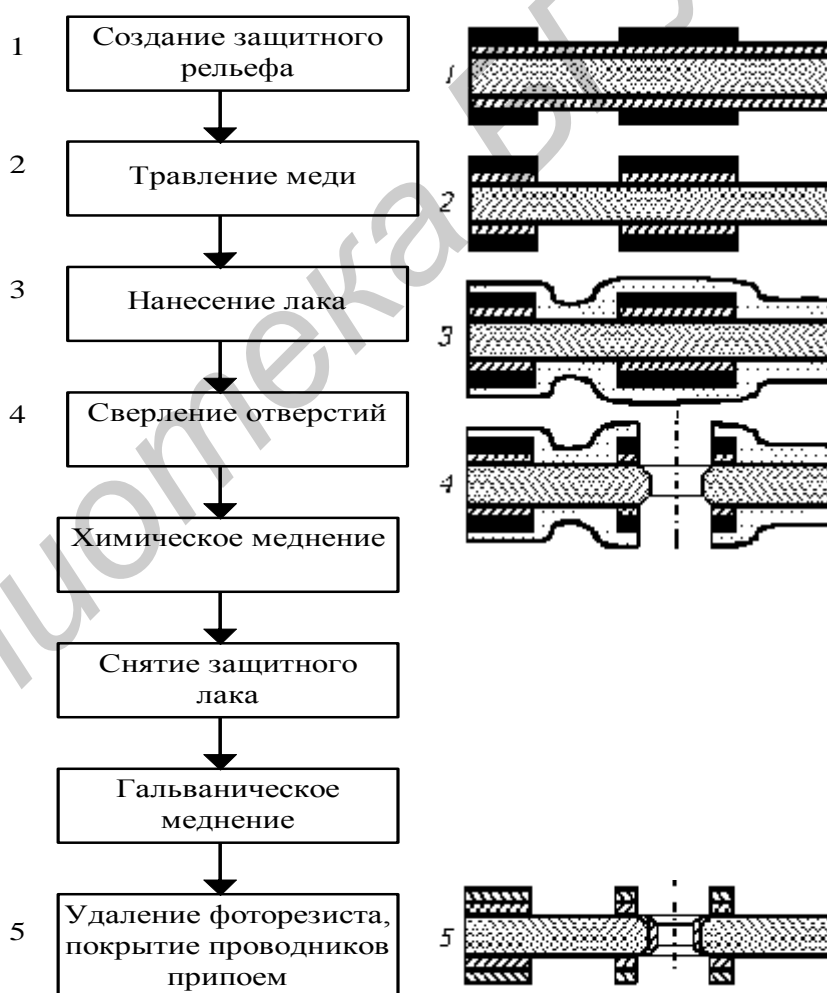 1
Создание защитного
рельефа
1
2
Травление меди
2
3
Нанесение лака
3
4
Сверление отверстий
4
Химическое меднение
Снятие защитного
лака
Гальваническое
меднение
5
Удаление фоторезиста,
покрытие проводников
припоем
5